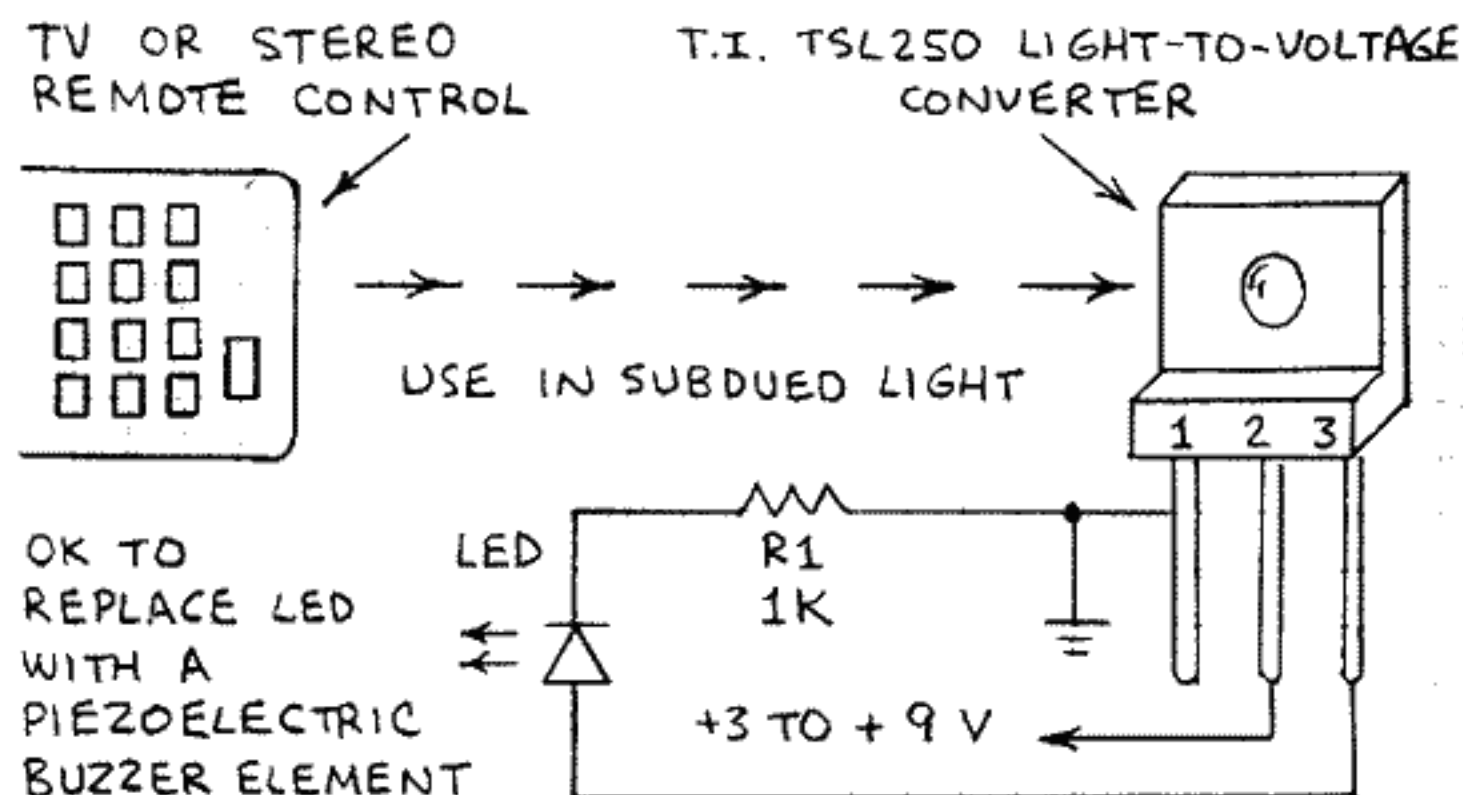 TV OR STEREO
REMOTE CONTROL
T.I. TSL250 LIGHT-TO-VOLTAGE
CONVERTER
USE IN SUBDUED LIGHT
1 2 3
OK TO
REPLACE LED
WITH A
PIEZOELECTRIC
BUZZER ELEMENT
LED
R1
1K
+3 TO + 9 V